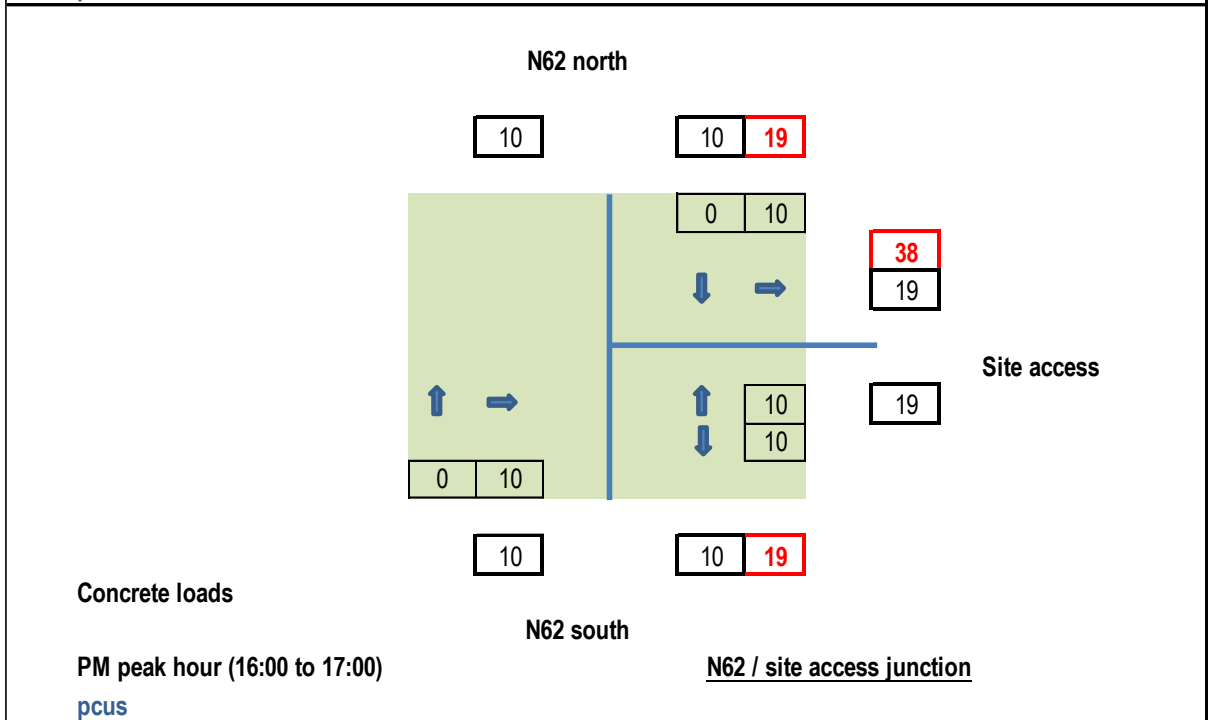 N62 north
10 10 19
0 10
38
19
Site access
10 19
10
0 10
10 10 19
Concrete loads
N62 south
PM peak hour (16:00 to 17:00) N62 / site access junction
pcus